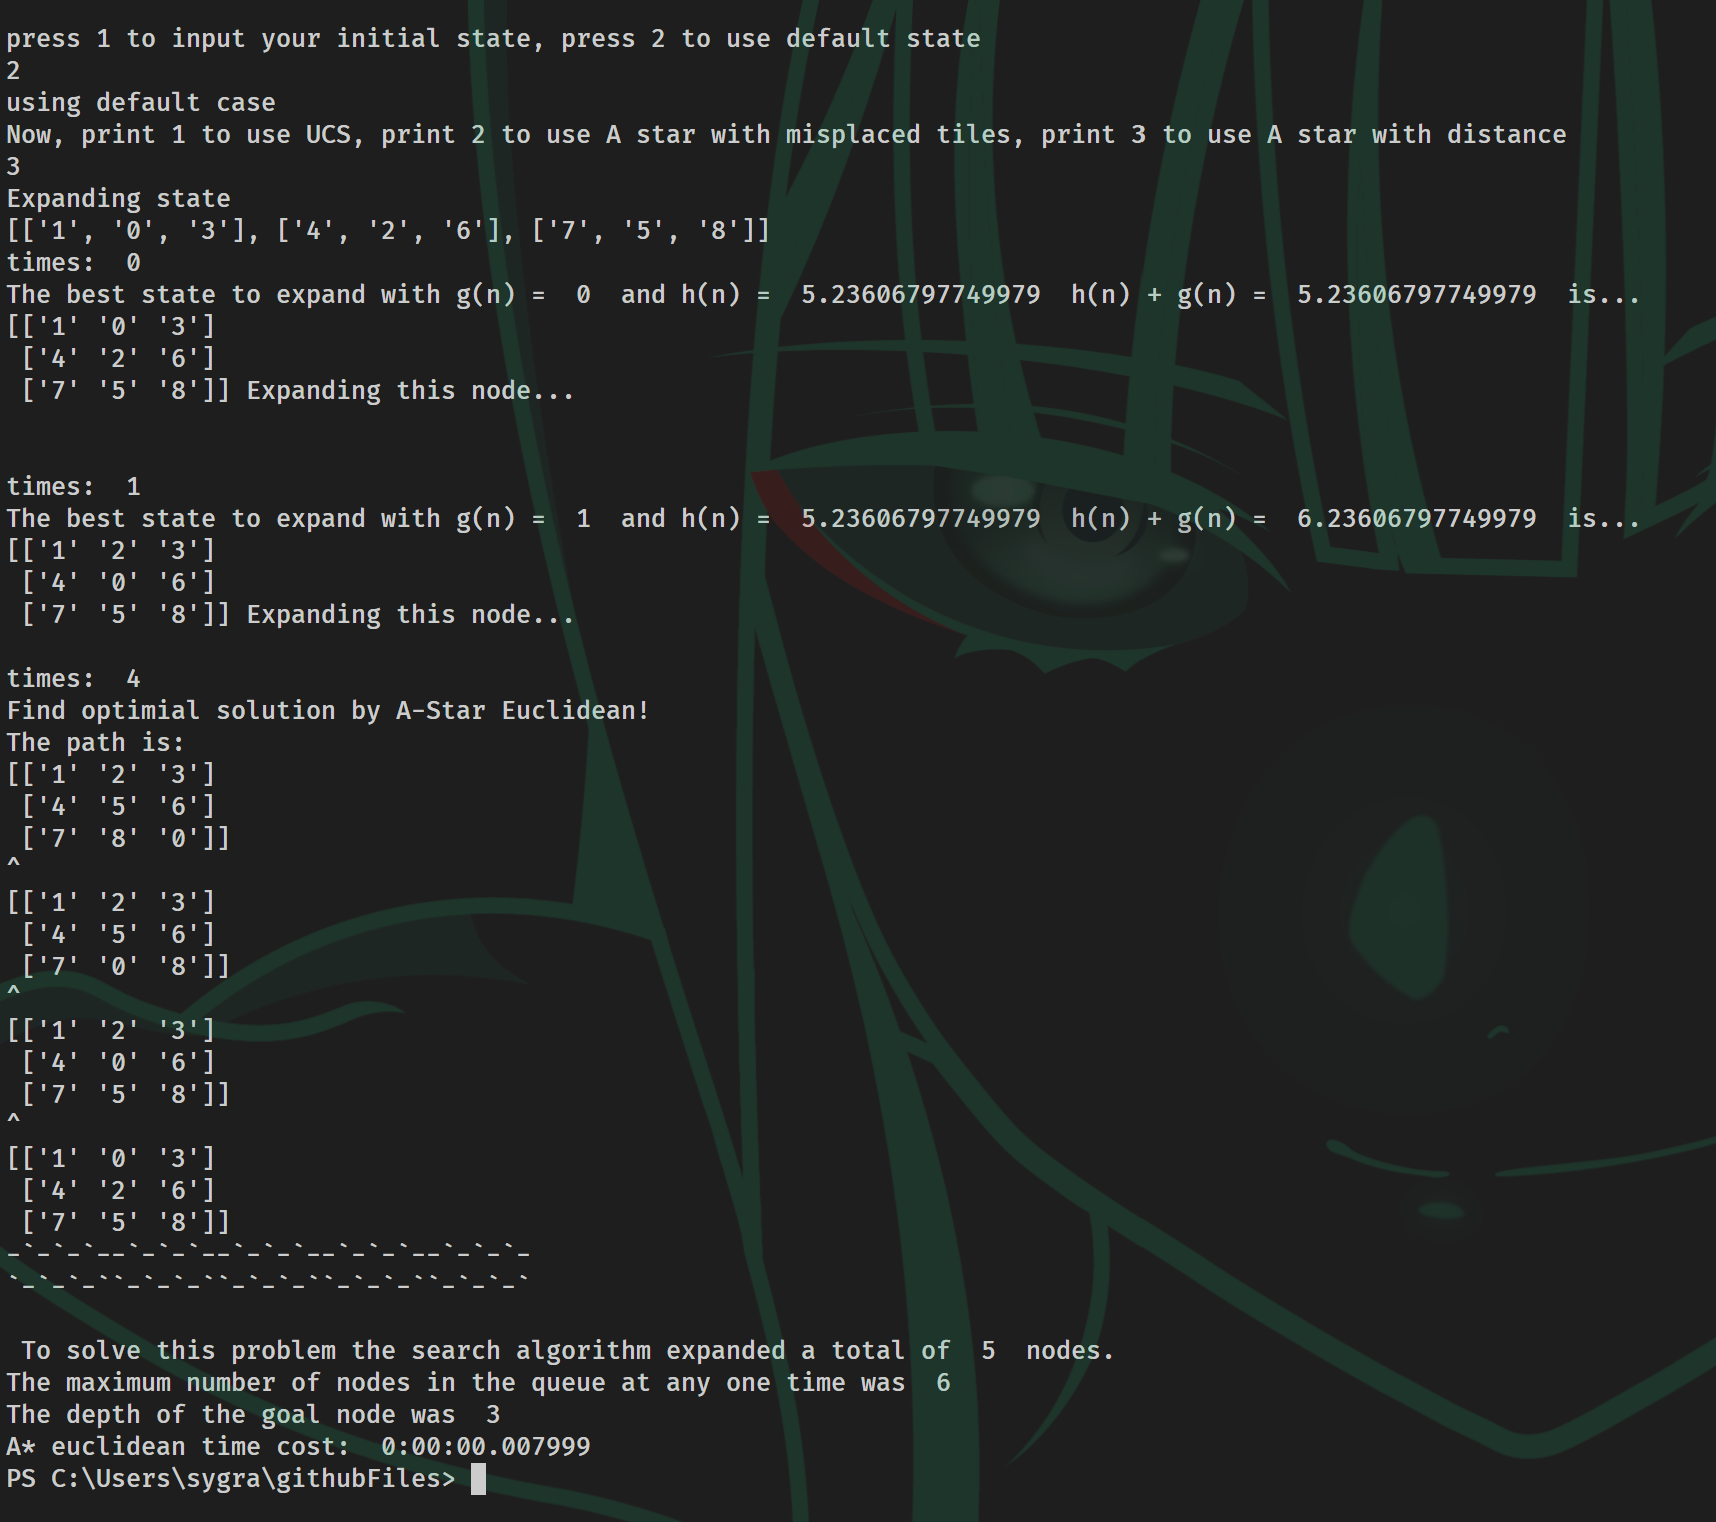 press 1 to input your initial state, press 2 to use default state
2
using default case
Now, print 1 to use UCS, print 2 to use A star with misplaced tiles, print 3 to use A star with distance
3
Expanding state
[['1', '0', '3'], ['4', '2', '6'], ['7', '5', '8']]
times:  0
The best state to expand with g(n) =  0  and h(n) =  5.23606797749979  h(n) + g(n) =  5.23606797749979  is...
[['1' '0' '3']
 ['4' '2' '6']
 ['7' '5' '8']] Expanding this node...
times:  1
The best state to expand with g(n) =  1  and h(n) =  5.23606797749979  h(n) + g(n) =  6.23606797749979  is...
[['1' '2' '3']
 ['4' '0' '6']
 ['7' '5' '8']] Expanding this node...
times:  4
Find optimial solution by A-Star Euclidean!
The path is:
[['1' '2' '3']
 ['4' '5' '6']
 ['7' '8' '0']]
^
[['1' '2' '3']
 ['4' '5' '6']
 ['7' '0' '8']]
^
[['1' '2' '3']
 ['4' '0' '6']
 ['7' '5' '8']]
^
[['1' '0' '3']
 ['4' '2' '6']
 ['7' '5' '8']]
-`-`-`--`-`-`--`-`-`--`-`-`--`-`-`-
`-`-`-``-`-`-``-`-`-``-`-`-``-`-`-`
 To solve this problem the search algorithm expanded a total of  5  nodes.
The maximum number of nodes in the queue at any one time was  6
The depth of the goal node was  3
A* euclidean time cost:  0:00:00.007999
PS C:\Users\sygra\githubFiles>